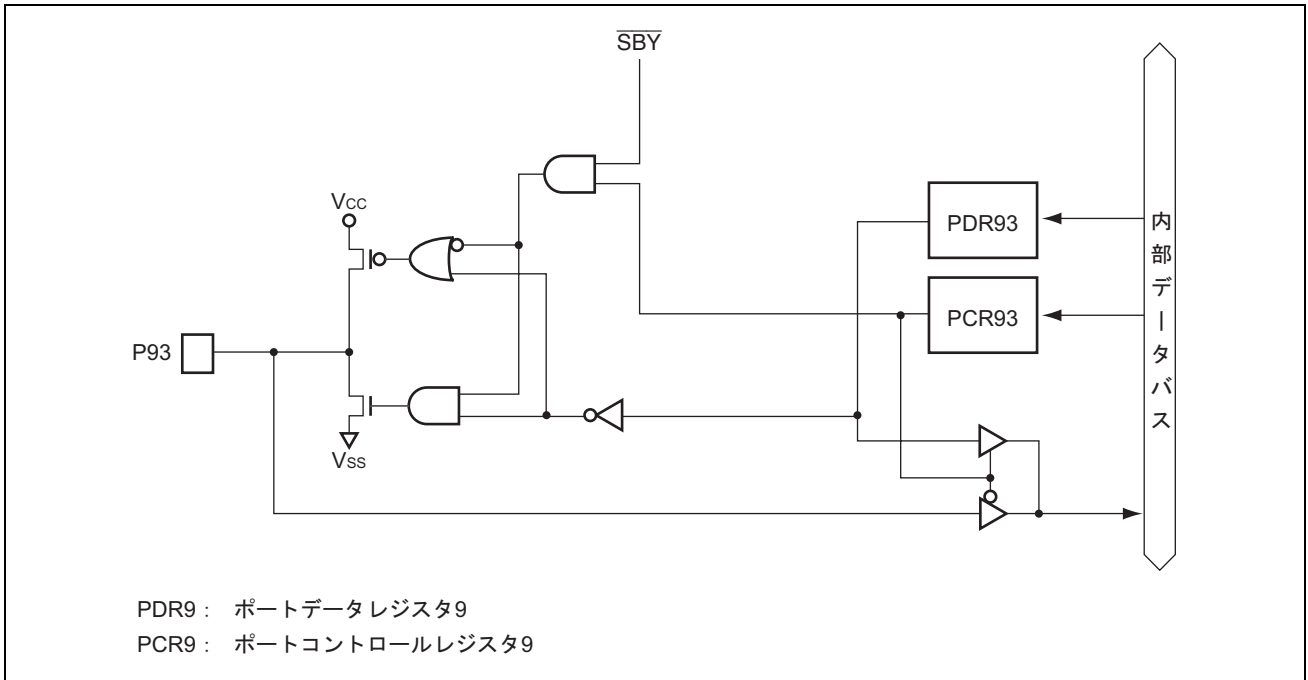 SBY
VCC
PDR93
PCR93
内部データバス
P93
VSS
PDR9 : ポートデータレジスタ9
PCR9 : ポートコントロールレジスタ9